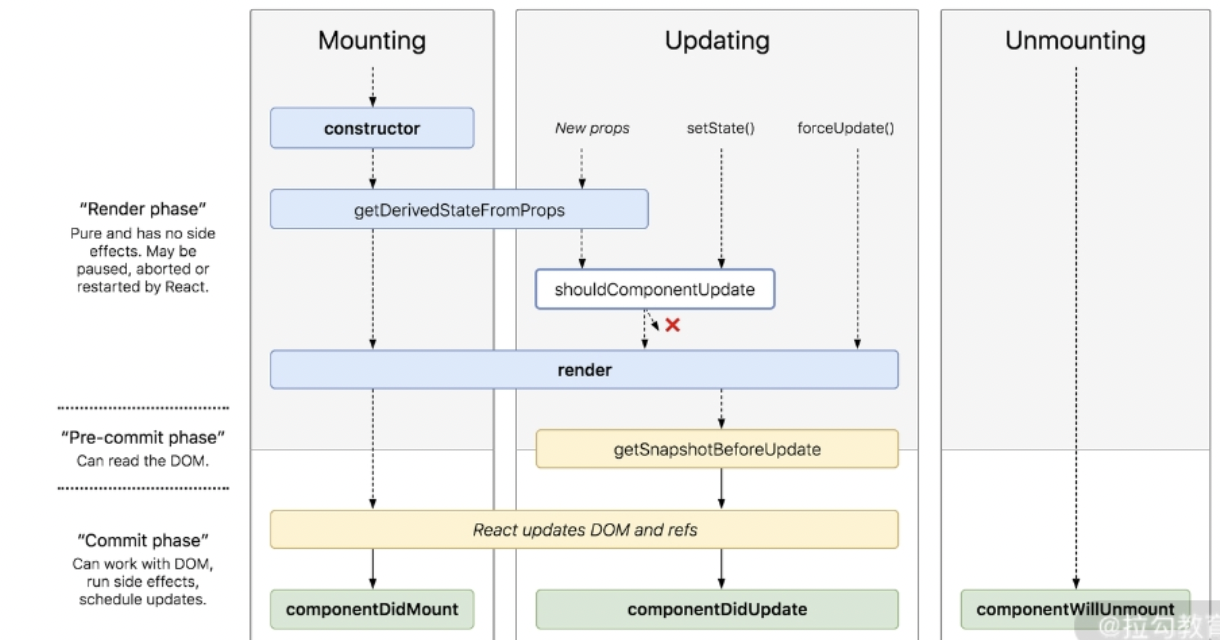 Mounting
Updating
Unmounting
constructor
New props
setState()
forceUpdate()
"Render phase"
Pure and has no side
effects. May be
paused, aborted or
restarted by React.
getDerivedStateFromProps
shouldComponentUpdate
render
"Pre-commit phase"
Can read the DOM.
getSnapshotBeforeUpdate
"Commit phase"
Can work with DOM,
run side effects,
schedule updates.
React updates DOM and refs
componentDidMount
componentDidUpdate
componentWillUnmount
@拉勾教育